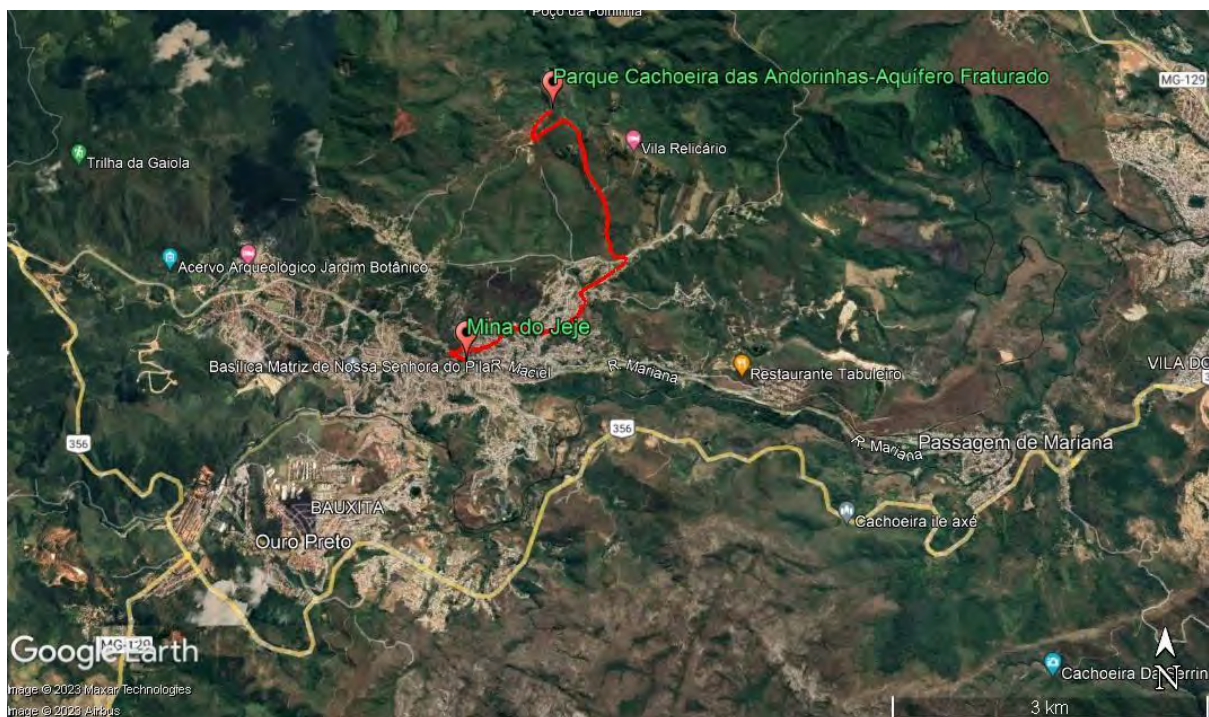 Poço da Pombinha
Parque Cachoeira das Andorinhas-Aquífero Fraturado
MG-129
Vila Relicário
Trilha da Gaiola
Acervo Arqueológico Jardim Botânico
Mina do Jeje
Basílica Matriz de Nossa Senhora do Pilar
R. Maciel
R. Mariana
Restaurante Tabuleiro
VILA DO
356
356
R. Mariana
Passagem de Mariana
BAUXITA
Cachoeira ile axé
Ouro Preto
MG-129
Google Earth
Image © 2023 Maxar Technologies
Image © 2023 Airbus
Cachoeira Da Serrin
N
3 km